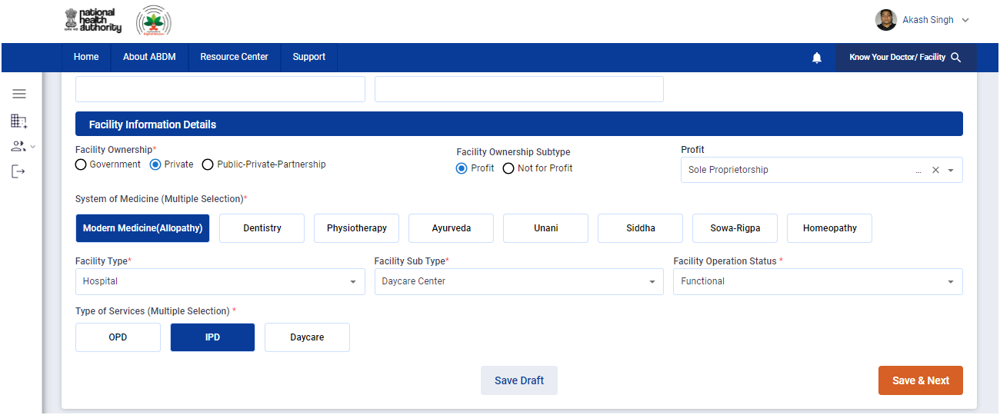 national
health
authority
Akash Singh
Home About ABDM Resource Center Support Know Your Doctor/ Facility
Facility Information Details
Facility Ownership* Facility Ownership Subtype Profit
Government Private Public-Private-Partnership Profit Not for Profit Sole Proprietorship ...
System of Medicine (Multiple Selection)*
Modern Medicine(Allopathy) Dentistry Physiotherapy Ayurveda Unani Siddha Sowa-Rigpa Homeopathy
Facility Type* Facility Sub Type* Facility Operation Status *
Hospital Daycare Center Functional
Type of Services (Multiple Selection) *
OPD IPD Daycare
Save Draft Save & Next